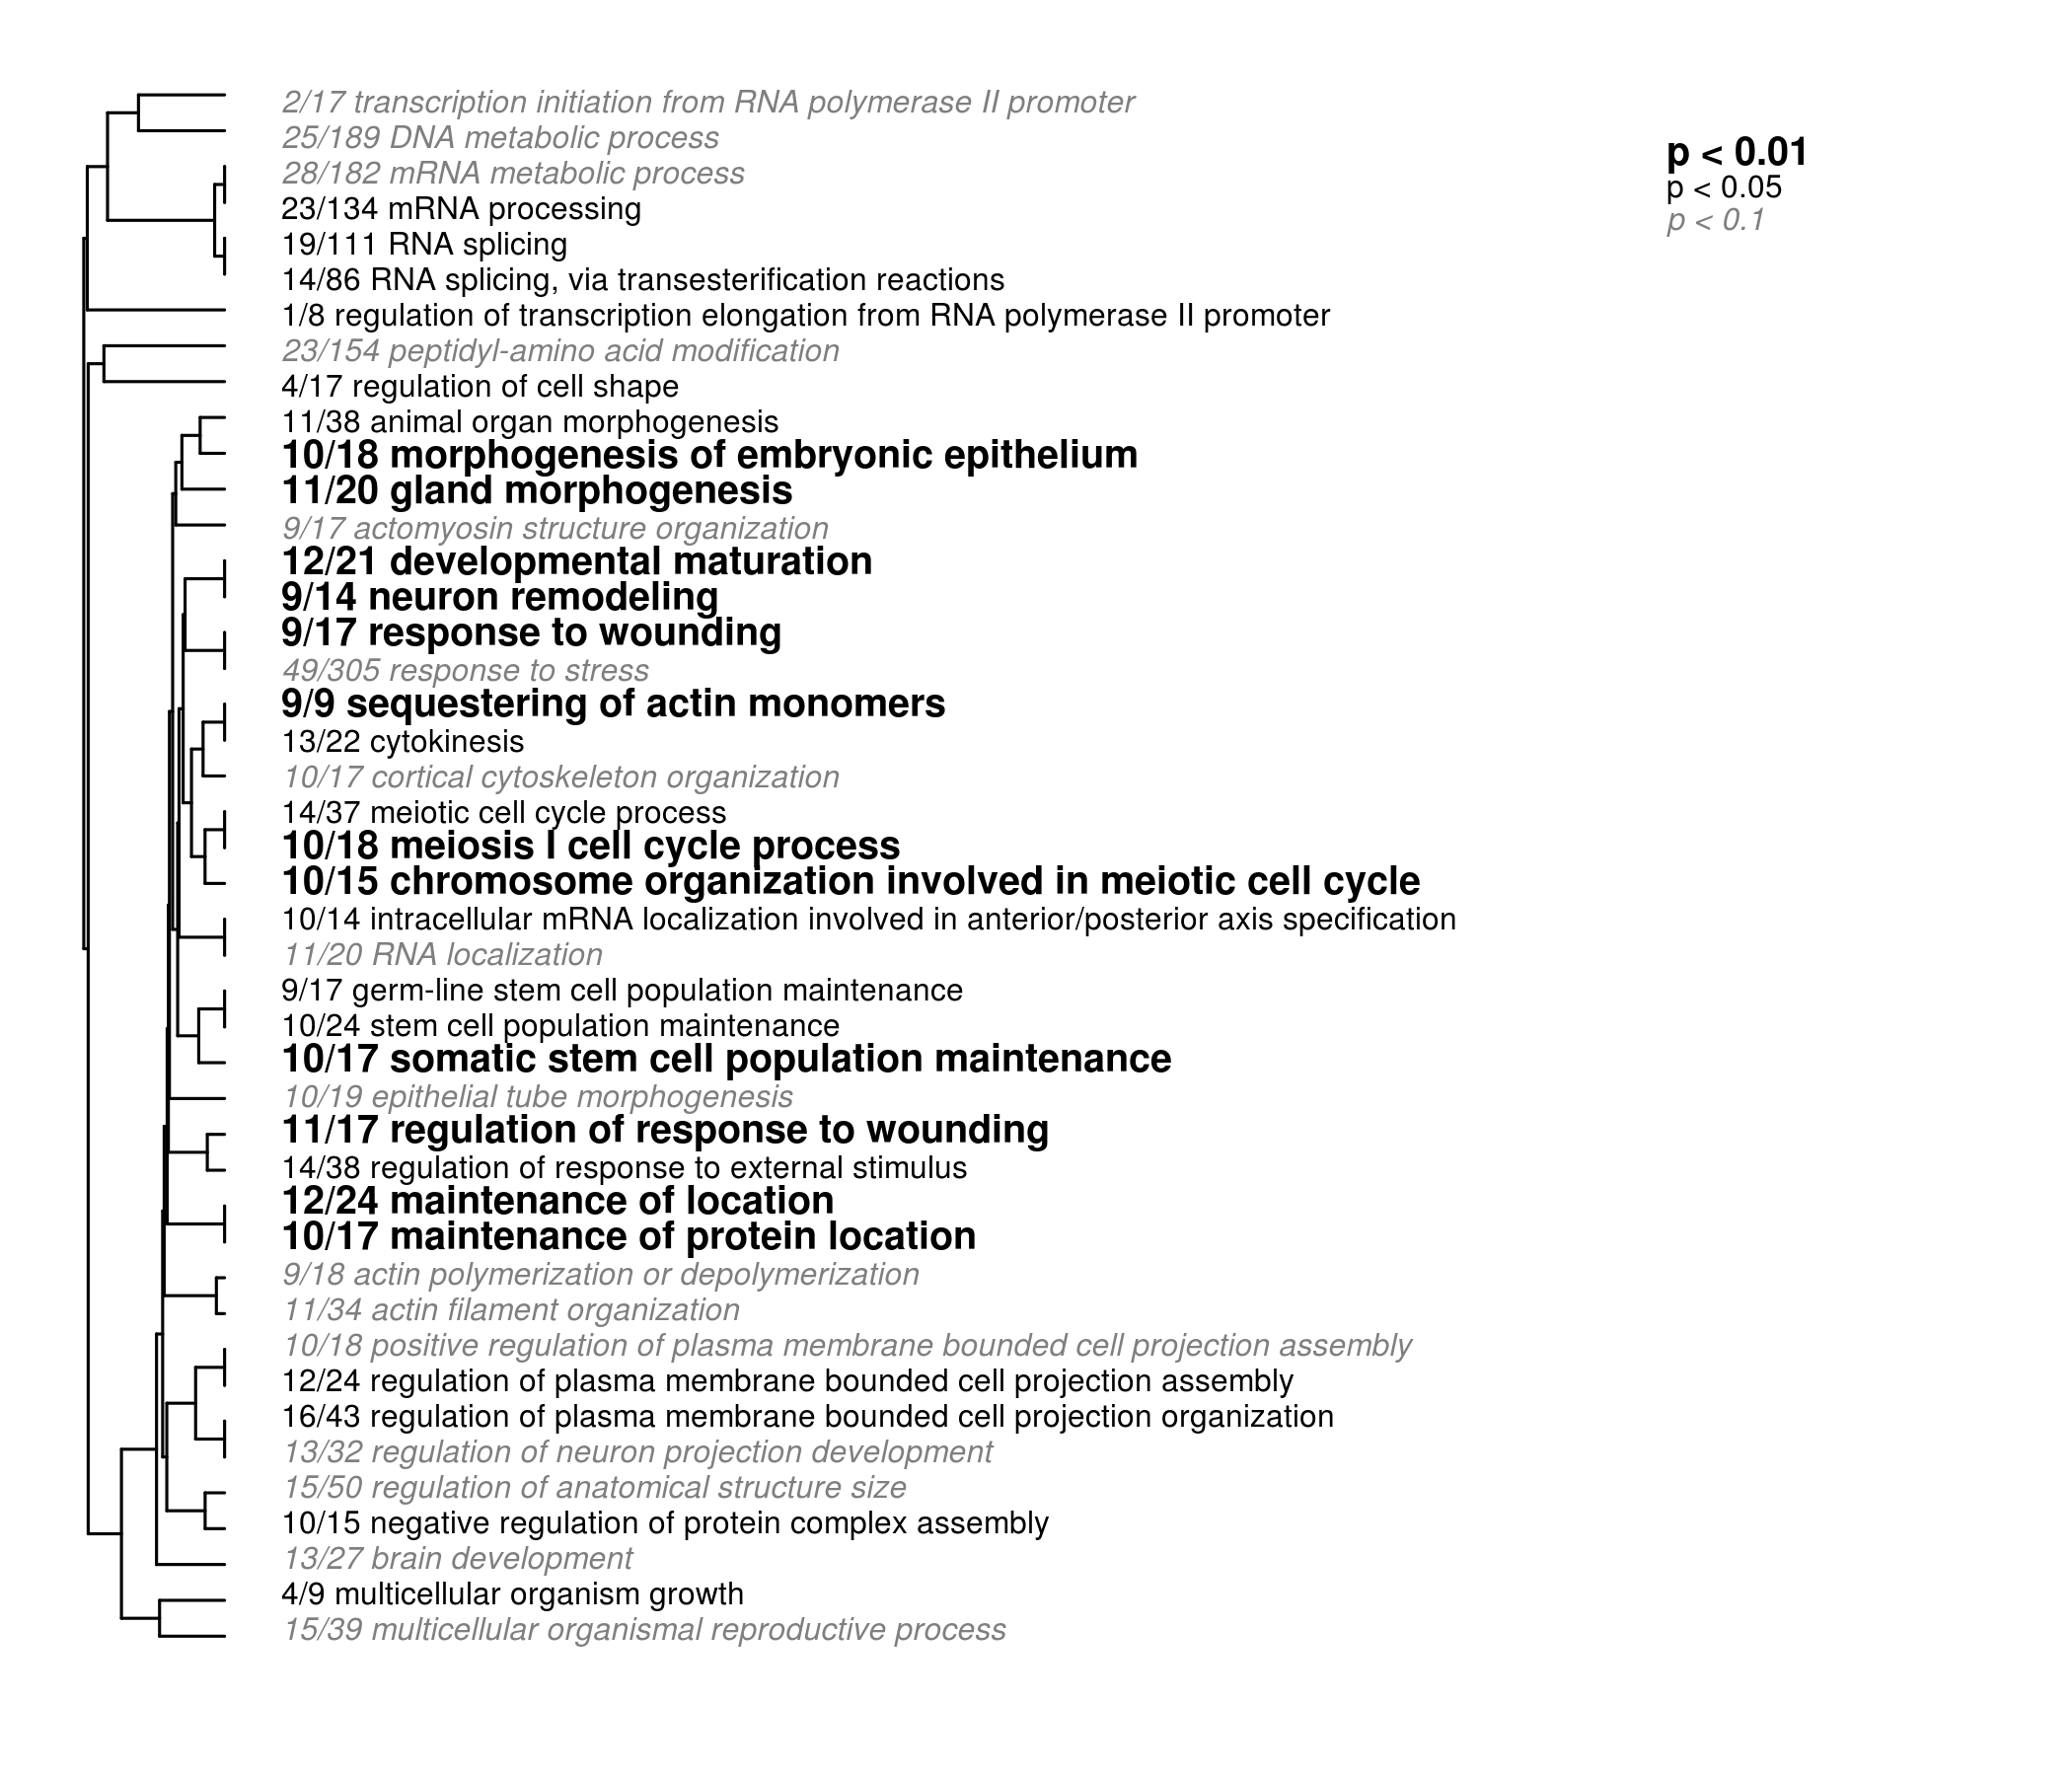 2/17 transcription initiation from RNA polymerase II promoter
25/189 DNA metabolic process
28/182 mRNA metabolic process
23/134 mRNA processing
19/111 RNA splicing
14/86 RNA splicing, via transesterification reactions
1/8 regulation of transcription elongation from RNA polymerase II promoter
23/154 peptidyl-amino acid modification
4/17 regulation of cell shape
11/38 animal organ morphogenesis
10/18 morphogenesis of embryonic epithelium
11/20 gland morphogenesis
9/17 actomyosin structure organization
12/21 developmental maturation
9/14 neuron remodeling
9/17 response to wounding
49/305 response to stress
9/9 sequestering of actin monomers
13/22 cytokinesis
10/17 cortical cytoskeleton organization
14/37 meiotic cell cycle process
10/18 meiosis I cell cycle process
10/15 chromosome organization involved in meiotic cell cycle
10/14 intracellular mRNA localization involved in anterior/posterior axis specification
11/20 RNA localization
9/17 germ-line stem cell population maintenance
10/24 stem cell population maintenance
10/17 somatic stem cell population maintenance
10/19 epithelial tube morphogenesis
11/17 regulation of response to wounding
14/38 regulation of response to external stimulus
12/24 maintenance of location
10/17 maintenance of protein location
9/18 actin polymerization or depolymerization
11/34 actin filament organization
10/18 positive regulation of plasma membrane bounded cell projection assembly
12/24 regulation of plasma membrane bounded cell projection assembly
16/43 regulation of plasma membrane bounded cell projection organization
13/32 regulation of neuron projection development
15/50 regulation of anatomical structure size
10/15 negative regulation of protein complex assembly
13/27 brain development
4/9 multicellular organism growth
15/39 multicellular organismal reproductive process
p < 0.01
p < 0.05
p < 0.1